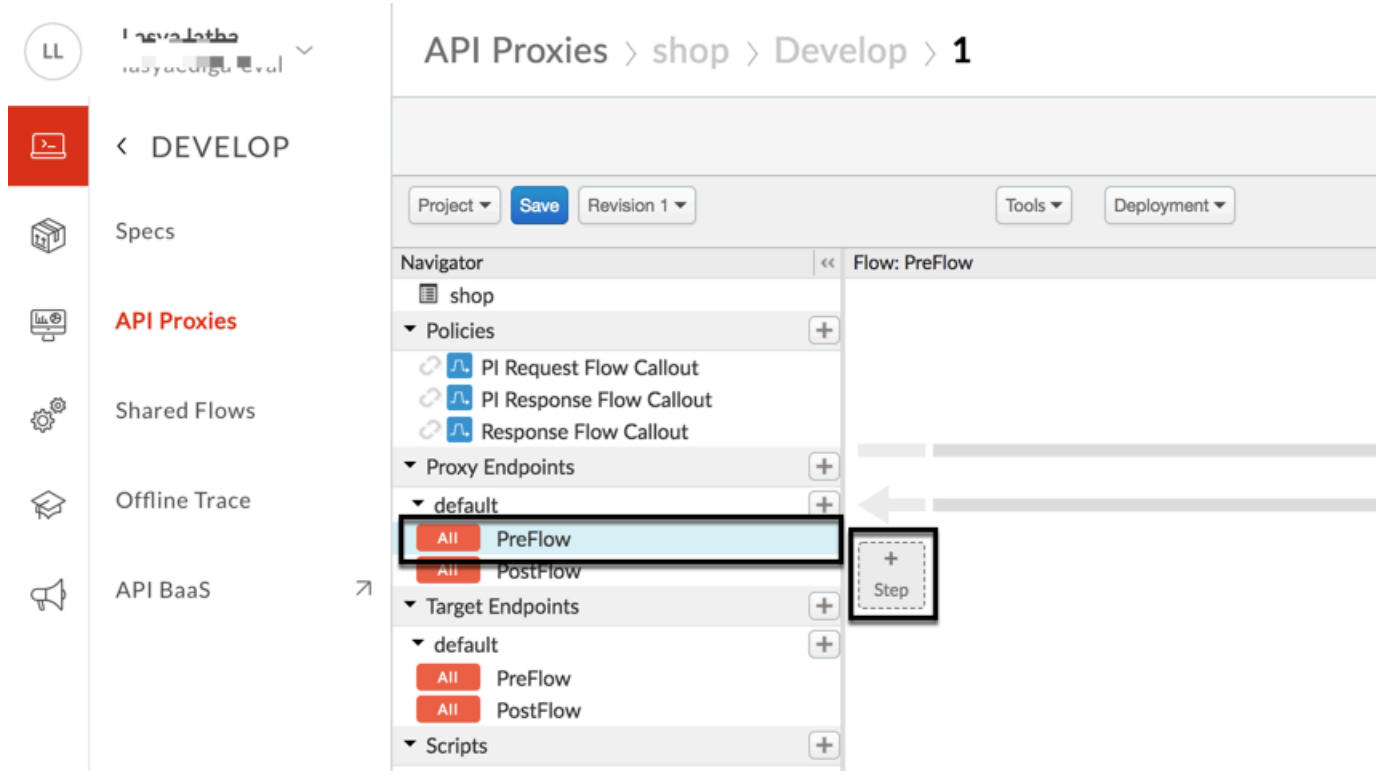 LL
API Proxies > shop > Develop > 1
< DEVELOP
Specs
API Proxies
Shared Flows
Offline Trace
API BaaS
Project Save Revision 1 Tools Deployment
Navigator « Flow: PreFlow
shop
Policies +
PI Request Flow Callout
PI Response Flow Callout
Response Flow Callout
Proxy Endpoints +
default +
All PreFlow
All PostFlow
+
Step
Target Endpoints +
default +
All PreFlow
All PostFlow
Scripts +